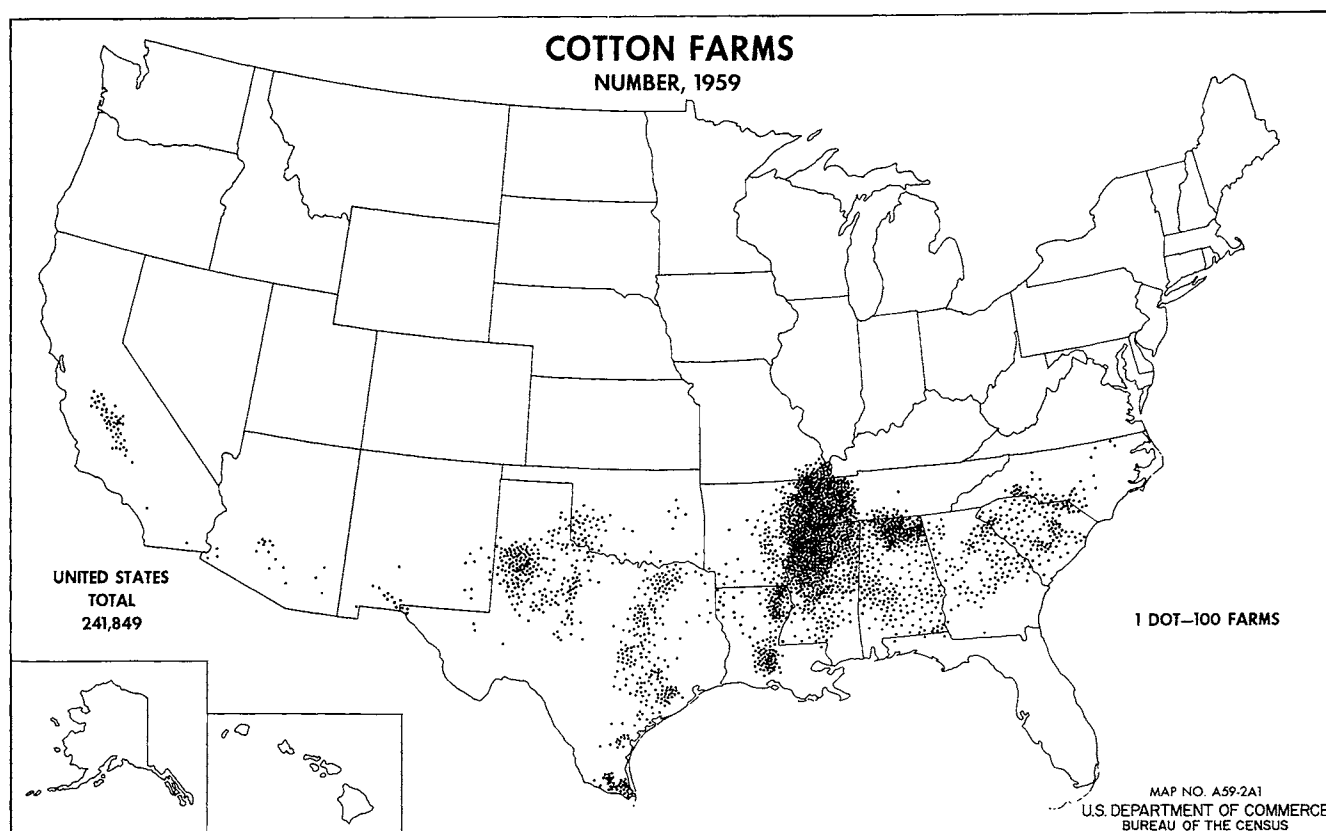 COTTON FARMS
NUMBER, 1959
UNITED STATES
TOTAL
241,849
1 DOT—100 FARMS
MAP NO. A59-2A1
U.S. DEPARTMENT OF COMMERCE
BUREAU OF THE CENSUS